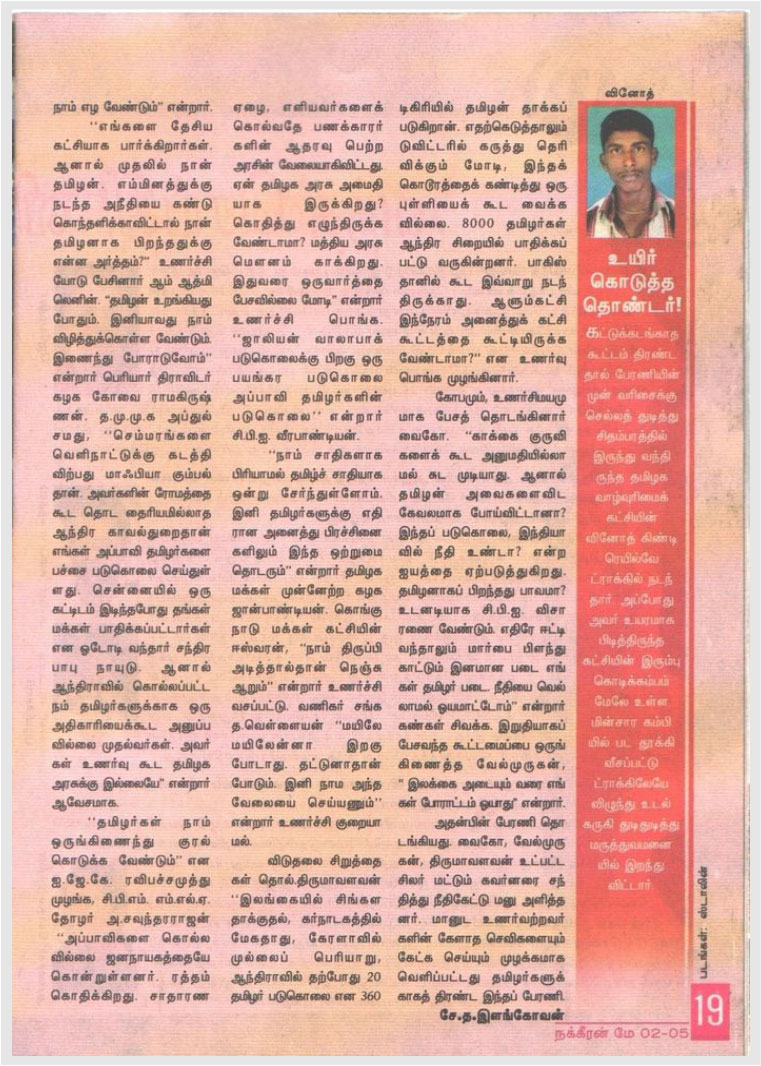 நாம் எழ வேண்டும்” என்றார்.
“எங்களை தேசிய
கட்சியாக பார்க்கிறார்கள்.
ஆனால் முதலில் நான்
தமிழன். எம்மினத்துக்கு
நடந்த அநீதியை கண்டு
கொந்தளிக்காவிட்டால் நான்
தமிழனாக பிறந்ததுக்கு
என்ன அர்த்தம்?” உணர்ச்சி
யோடு பேசினார் ஆம் ஆத்மி
லெனின். “தமிழன் உறங்கியது
போதும். இனியாவது நாம்
விழித்துக்கொள்ள வேண்டும்.
இணைந்து போராடுவோம்”
என்றார் பெரியார் திராவிடர்
கழக கோவை ராமகிருஷ்
ணன். த.மு.மு.க அப்துல்
சமது, “செம்மரங்களை
வெளிநாட்டுக்கு கடத்தி
விற்பது மாஃபியா கும்பல்
தான். அவர்களின் ரோமத்தை
கூட தொட தைரியமில்லாத
ஆந்திர காவல்துறைதான்
எங்கள் அப்பாவி தமிழர்களை
பச்சை படுகொலை செய்துள்
ளது. சென்னையில் ஒரு
கட்டிடம் இடிந்தபோது தங்கள்
மக்கள் பாதிக்கப்பட்டார்கள்
என ஓடோடி வந்தார் சந்திர
பாபு நாயுடு. ஆனால்
ஆந்திராவில் கொல்லப்பட்ட
நம் தமிழர்களுக்காக ஒரு
அதிகாரியைக்கூட அனுப்ப
வில்லை முதல்வர்கள். அவர்
கள் உணர்வு கூட தமிழக
அரசுக்கு இல்லையே” என்றார்
ஆவேசமாக.
“தமிழர்கள் நாம்
ஒருங்கிணைந்து குரல்
கொடுக்க வேண்டும்” என
ஐ.ஜே.கே. ரவிபச்சமுத்து
முழங்க, சி.பி.எம். எம்.எல்.ஏ.
தோழர் அ.சவுந்தரராஜன்
“அப்பாவிகளை கொல்ல
வில்லை ஜனநாயகத்தையே
கொன்றுள்ளனர். ரத்தம்
கொதிக்கிறது. சாதாரண
ஏழை, எளியவர்களைக்
கொல்வதே பணக்காரர்
களின் ஆதரவு பெற்ற
அரசின் வேலையாகிவிட்டது.
ஏன் தமிழக அரசு அமைதி
யாக இருக்கிறது?
கொதித்து எழுந்திருக்க
வேண்டாமா? மத்திய அரசு
மௌனம் காக்கிறது.
இதுவரை ஒருவார்த்தை
பேசவில்லை மோடி” என்றார்
உணர்ச்சி பொங்க.
“ஜாலியன் வாலாபாக்
படுகொலைக்கு பிறகு ஒரு
பயங்கர படுகொலை
அப்பாவி தமிழர்களின்
படுகொலை” என்றார்
சி.பி.ஐ. வீரபாண்டியன்.
“நாம் சாதிகளாக
பிரியாமல் தமிழ்ச் சாதியாக
ஒன்று சேர்ந்துள்ளோம்.
இனி தமிழர்களுக்கு எதி
ரான அனைத்து பிரச்சினை
களிலும் இந்த ஒற்றுமை
தொடரும்” என்றார் தமிழக
மக்கள் முன்னேற்ற கழக
ஜான்பாண்டியன். கொங்கு
நாடு மக்கள் கட்சியின்
ஈஸ்வரன், “நாம் திருப்பி
அடித்தால்தான் நெஞ்சு
ஆறும்” என்றார் உணர்ச்சி
வசப்பட்டு. வணிகர் சங்க
த.வெள்ளையன் “மயிலே
மயிலேன்னா இறகு
போடாது. தட்டுனாதான்
போடும். இனி நாம அந்த
வேலையை செய்யணும்”
என்றார் உணர்ச்சி குறையா
மல்.
விடுதலை சிறுத்தை
கள் தொல்.திருமாவளவன்
“இலங்கையில் சிங்கள
தாக்குதல், கர்நாடகத்தில்
மேகதாது, கேரளாவில்
முல்லைப் பெரியாறு,
ஆந்திராவில் தற்போது 20
தமிழர் படுகொலை என 360
டிகிரியில் தமிழன் தாக்கப்
படுகிறான். எதற்கெடுத்தாலும்
டுவிட்டரில் கருத்து தெரி
விக்கும் மோடி, இந்தக்
கொடூரத்தைக் கண்டித்து ஒரு
புள்ளியைக் கூட வைக்க
வில்லை. 8000 தமிழர்கள்
ஆந்திர சிறையில் பாதிக்கப்
பட்டு வருகின்றனர். பாகிஸ்
தானில் கூட இவ்வாறு நடந்
திருக்காது. ஆளும்கட்சி
இந்நேரம் அனைத்துக் கட்சி
கூட்டத்தை கூட்டியிருக்க
வேண்டாமா?” என உணர்வு
பொங்க முழங்கினார்.
கோபமும், உணர்சிமயமு
மாக பேசத் தொடங்கினார்
வைகோ. “காக்கை குருவி
களைக் கூட அனுமதியில்லா
மல் சுட முடியாது. ஆனால்
தமிழன் அவைகளைவிட
கேவலமாக போய்விட்டானா?
இந்தப் படுகொலை, இந்தியா
வில் நீதி உண்டா? என்ற
ஐயத்தை ஏற்படுத்துகிறது.
தமிழனாகப் பிறந்தது பாவமா?
உடனடியாக சி.பி.ஐ. விசா
ரணை வேண்டும். எதிரே ஈட்டி
வந்தாலும் மார்பை பிளந்து
காட்டும் இனமான படை எங்
கள் தமிழர் படை. நீதியை வெல்
லாமல் ஓயமாட்டோம்” என்றார்
கண்கள் சிவக்க. இறுதியாகப்
பேசவந்த கூட்டமைப்பை ஒருங்
கிணைத்த வேல்முருகன்,
“இலக்கை அடையும் வரை எங்
கள் போராட்டம் ஓயாது” என்றார்.
அதன்பின் பேரணி தொ
டங்கியது. வைகோ, வேல்முரு
கன், திருமாவளவன் உட்பட்ட
சிலர் மட்டும் கவர்னரை சந்
தித்து நீதிகேட்டு மனு அளித்த
னர். மானுட உணர்வற்றவர்
களின் கேளாத செவிகளையும்
கேட்க செய்யும் முழக்கமாக
வெளிப்பட்டது தமிழர்களுக்
காகத் திரண்ட இந்தப் பேரணி.
சே.த.இளங்கோவன்
வினோத்
உயிர்
கொடுத்த
தொண்டர்!
கட்டுக்கடங்காத
கூட்டம் திரண்ட
தால் பேரணியின்
முன் வரிசைக்கு
செல்லத் துடித்து
சிதம்பரத்தில்
இருந்து வந்தி
ருந்த தமிழக
வாழ்வுரிமைக்
கட்சியின்
வினோத் கிண்டி
ரெயில்வே
ட்ராக்கில் நடந்
தார். அப்போது
அவர் உயரமாக
பிடித்திருந்த
கட்சியின் இரும்பு
கொடிக்கம்பம்
மேலே உள்ள
மின்சார கம்பி
யில் பட தூக்கி
வீசப்பட்டு
ட்ராக்கிலேயே
விழுந்து உடல்
கருகி துடிதுடித்து
மருத்துவமனை
யில் இறந்து
விட்டார்.
படங்கள்: ஸ்டாலின்
19
நக்கீரன் மே 02-05